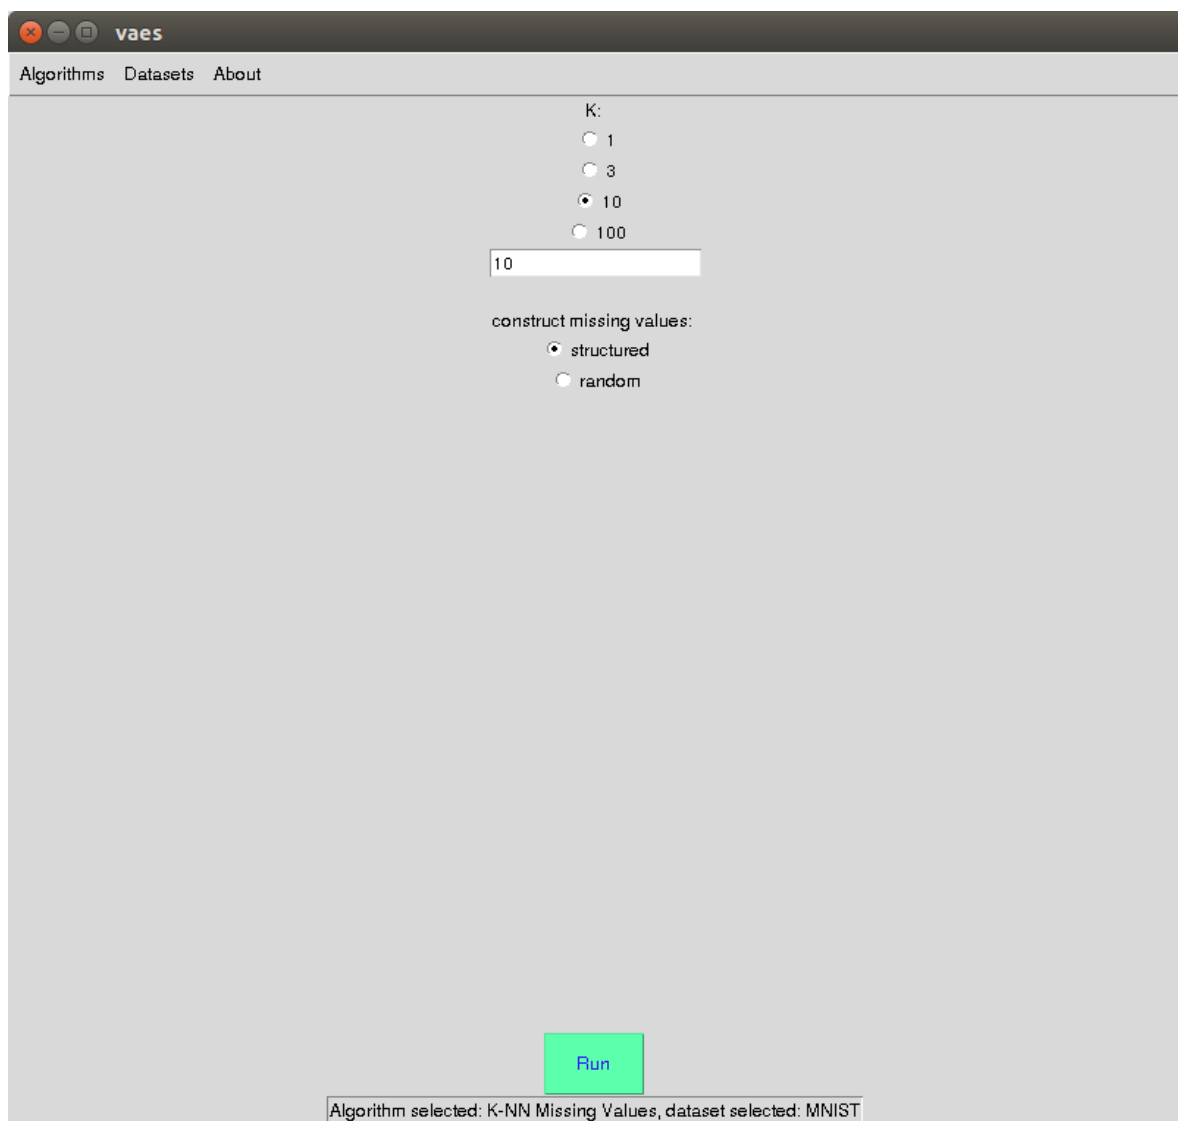 vaes
Algorithms Datasets About
K:
1
3
10
100
10
construct missing values:
structured
random
Run
Algorithm selected: K-NN Missing Values, dataset selected: MNIST